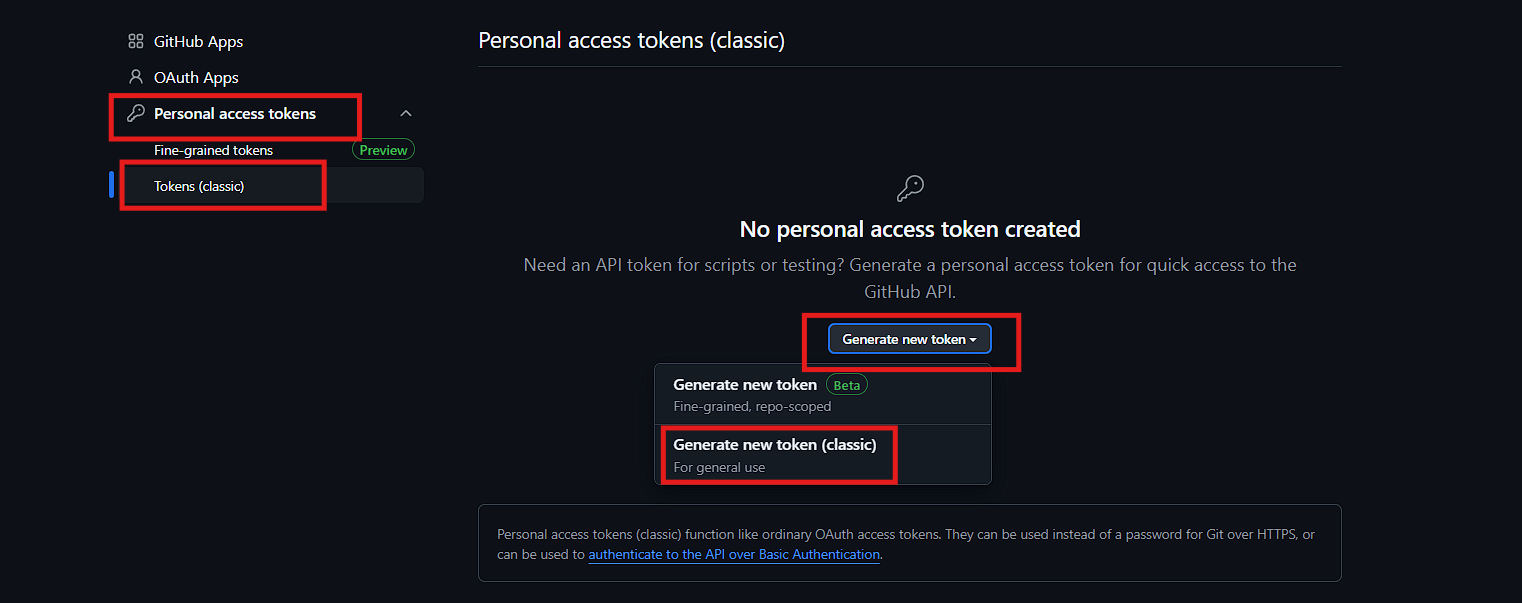 GitHub Apps
OAuth Apps
Personal access tokens
Fine-grained tokens
Preview
Tokens (classic)
Personal access tokens (classic)
No personal access token created
Need an API token for scripts or testing? Generate a personal access token for quick access to the
GitHub API.
Generate new token
Generate new token Beta
Fine-grained, repo-scoped
Generate new token (classic)
For general use
Personal access tokens (classic) function like ordinary OAuth access tokens. They can be used instead of a password for Git over HTTPS, or
can be used to authenticate to the API over Basic Authentication.